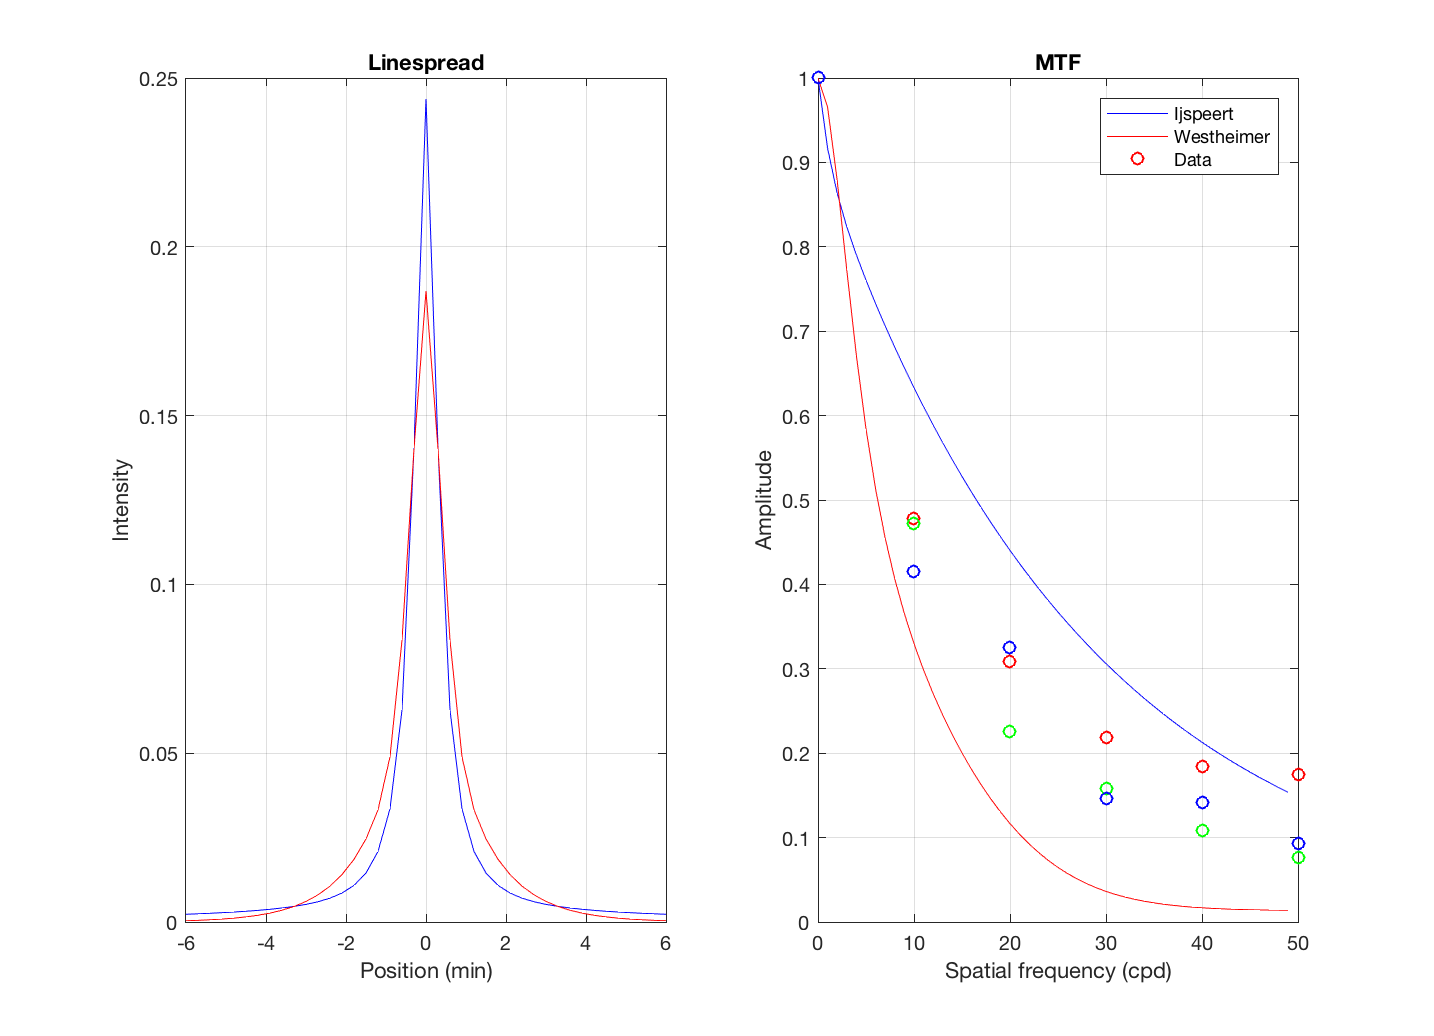 Linespread
0.25
0.2
0.15
0.1
0.05
0
Intensity
-6 -4 -2 0 2 4 6
Position (min)
MTF
1
0.9
0.8
0.7
0.6
0.5
0.4
0.3
0.2
0.1
0
Amplitude
Ijspeert
Westheimer
Data
0 10 20 30 40 50
Spatial frequency (cpd)